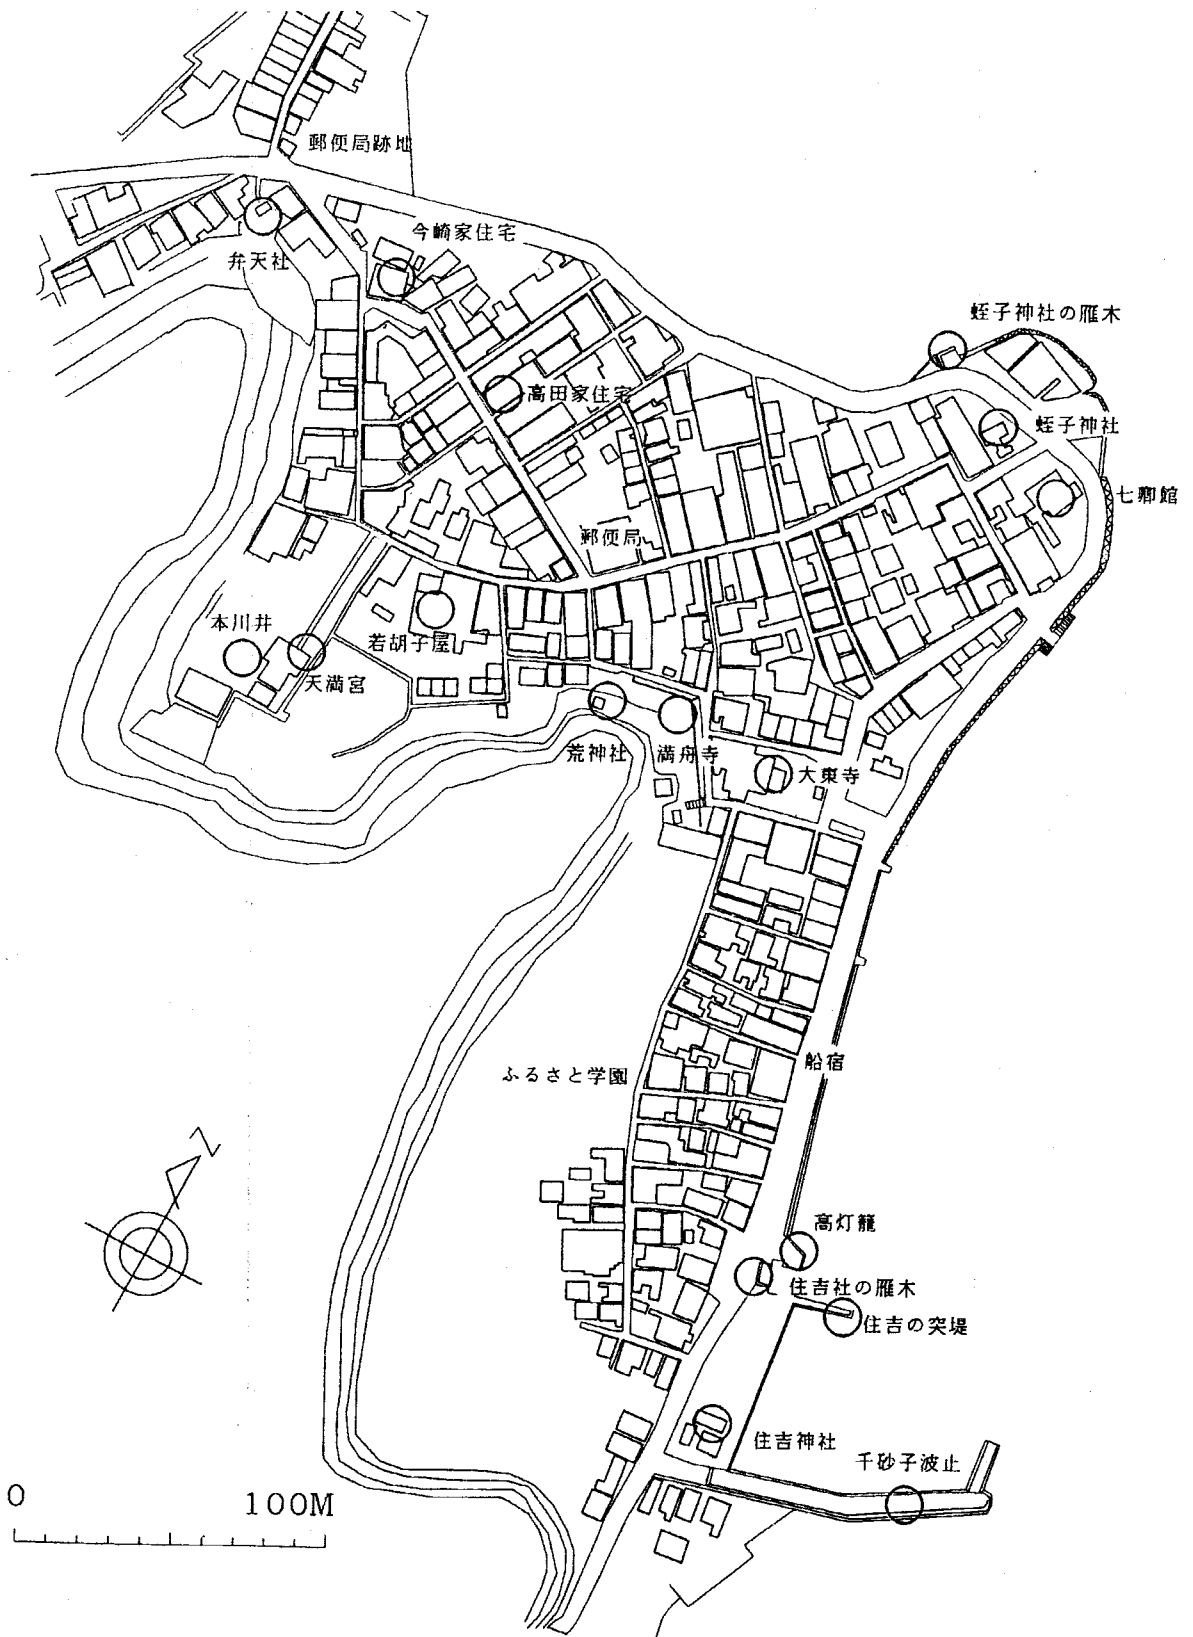 郵便局跡地
今崎家住宅
弁天社
蛭子神社の雁木
高田家住宅
蛭子神社
七卿館
郵便局
本川井
若胡子屋
天満宮
荒神社
満舟寺
大東寺
船宿
ふるさと学園
高灯籠
住吉社の雁木
住吉の突堤
住吉神社
千砂子波止
N
0 100M